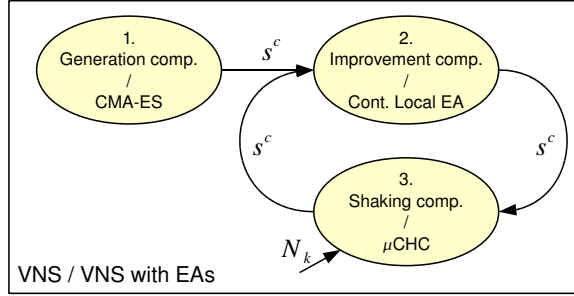 1.
Generation comp.
/
CMA-ES
s^c
2.
Improvement comp.
/
Cont. Local EA
s^c
s^c
3.
Shaking comp.
/
μCHC
N_k
VNS / VNS with EAs